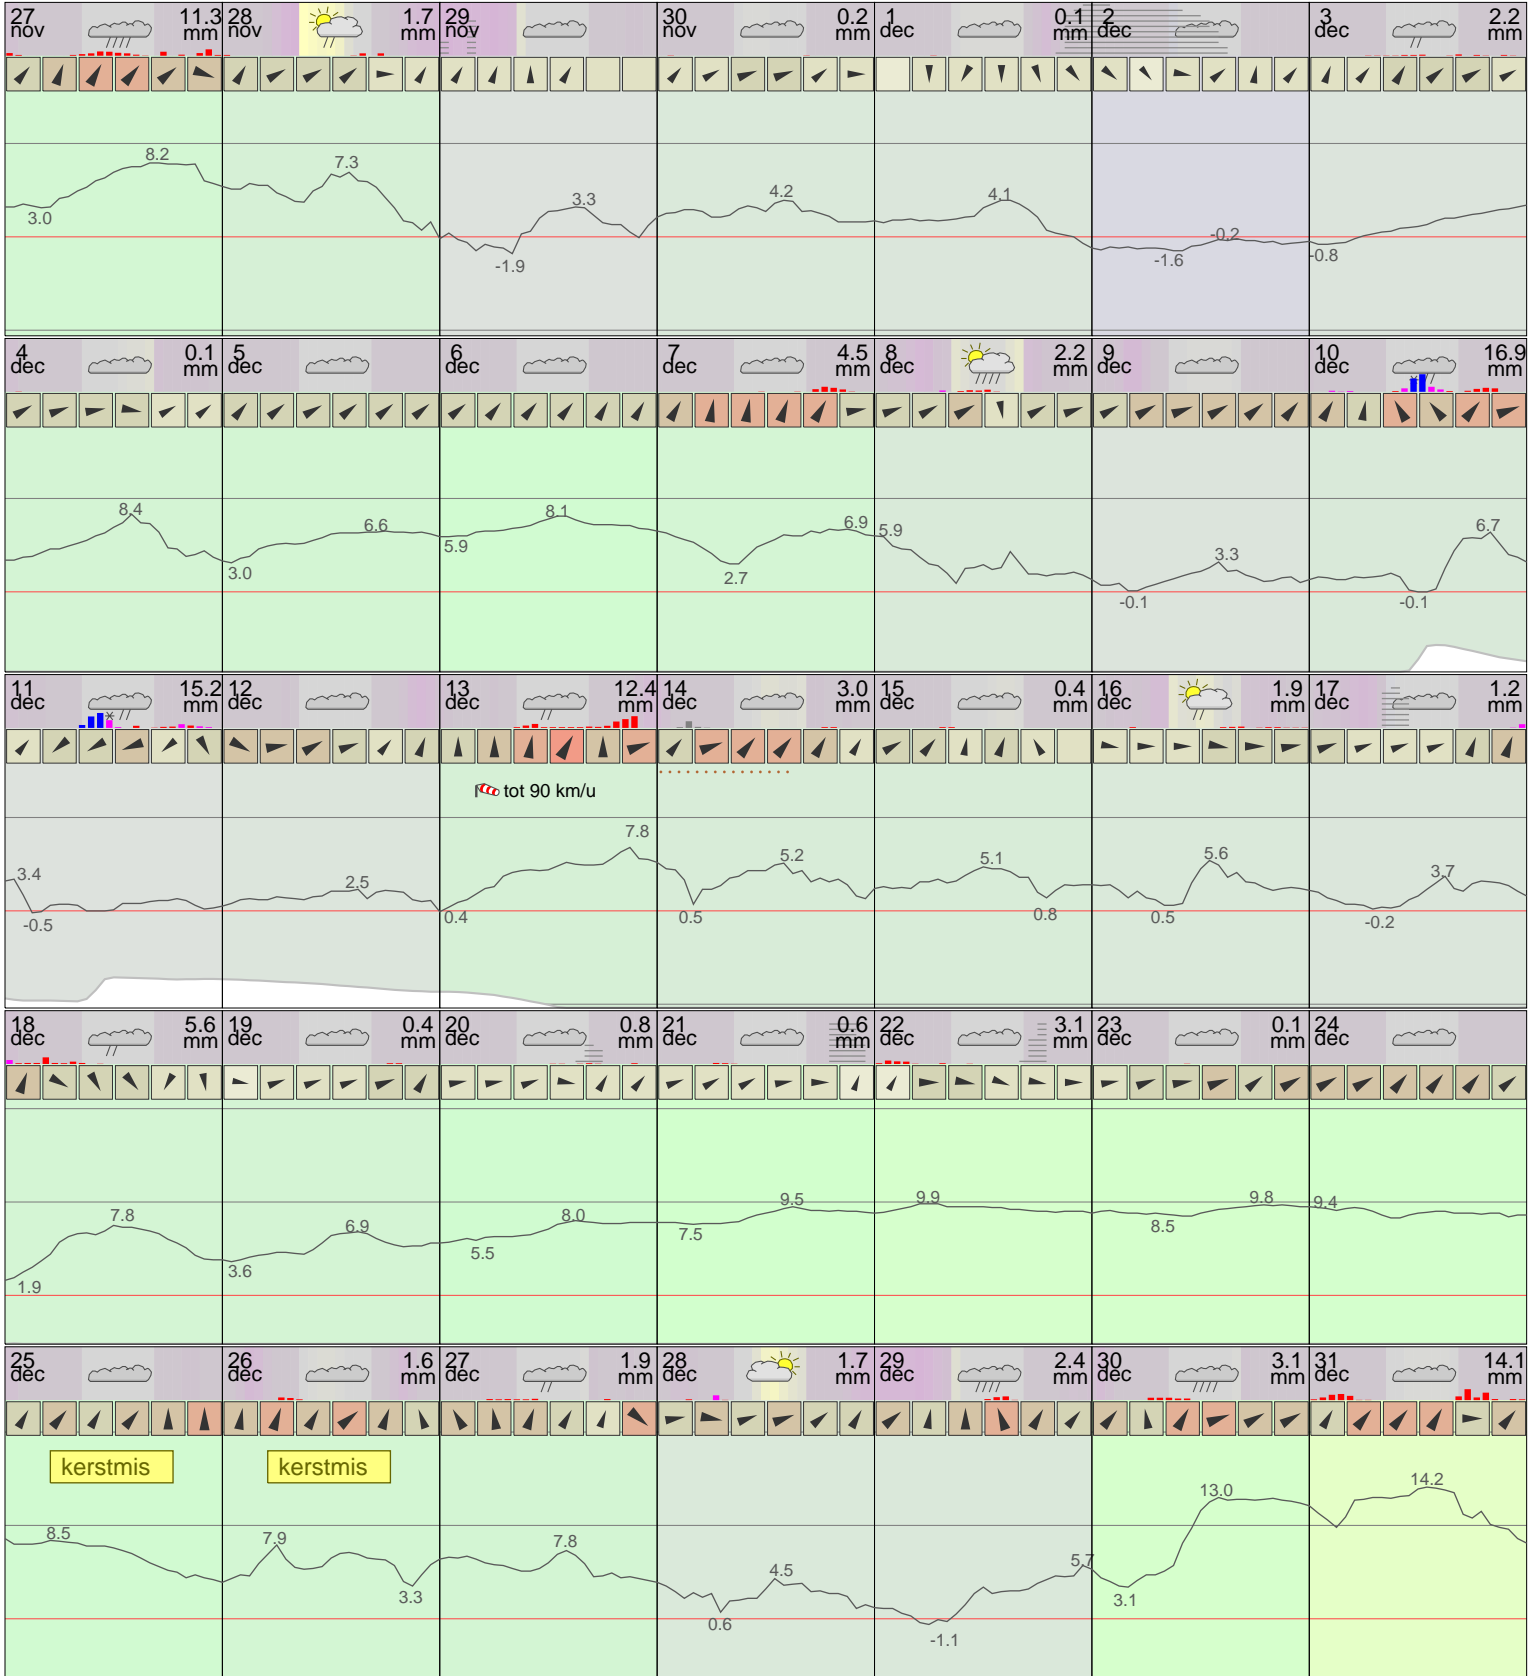 27 nov 11.3 mm
28 nov 1.7 mm
29 nov
30 nov 0.2 mm
1 dec 0.1 mm
2 dec
3 dec 2.2 mm
3.0 8.2 7.3 -1.9 3.3 4.2 4.1 -1.6 -0.2 -0.8
4 dec 0.1 mm
5 dec
6 dec
7 dec 4.5 mm
8 dec 2.2 mm
9 dec
10 dec 16.9 mm
8.4 3.0 6.6 5.9 8.1 2.7 6.9 5.9 -0.1 3.3 -0.1 6.7
11 dec 15.2 mm
12 dec
13 dec 12.4 mm
14 dec 3.0 mm
15 dec 0.4 mm
16 dec 1.9 mm
17 dec 1.2 mm
tot 90 km/u
3.4 -0.5 2.5 0.4 7.8 0.5 5.2 5.1 0.8 0.5 5.6 -0.2 3.7
18 dec 5.6 mm
19 dec 0.4 mm
20 dec 0.8 mm
21 dec 0.6 mm
22 dec 3.1 mm
23 dec 0.1 mm
24 dec
1.9 7.8 3.6 6.9 5.5 8.0 7.5 9.5 9.9 8.5 9.8 9.4
25 dec
26 dec 1.6 mm
27 dec 1.9 mm
28 dec 1.7 mm
29 dec 2.4 mm
30 dec 3.1 mm
31 dec 14.1 mm
kerstmis kerstmis
8.5 7.9 3.3 7.8 0.6 4.5 -1.1 5.7 3.1 13.0 14.2